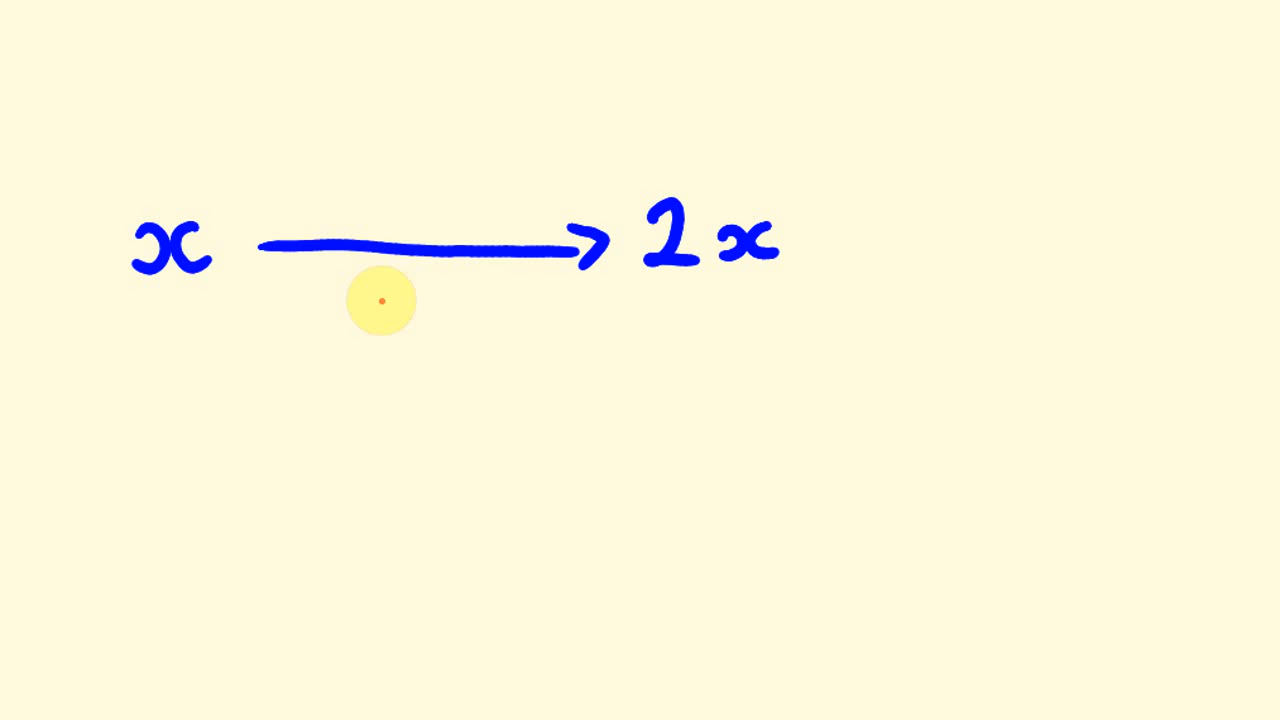 x → 2x